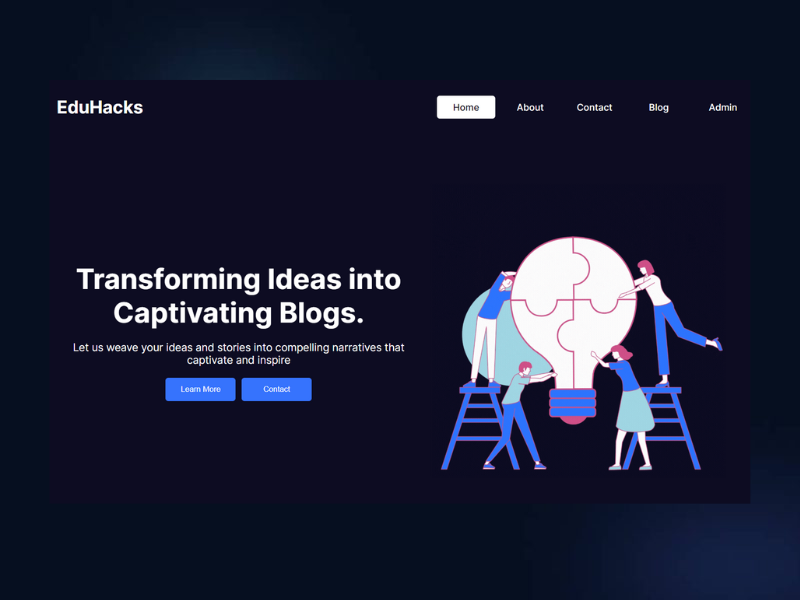 EduHacks
Home
About
Contact
Blog
Admin
Transforming Ideas into
Captivating Blogs.
Let us weave your ideas and stories into compelling narratives that
captivate and inspire
Learn More
Contact